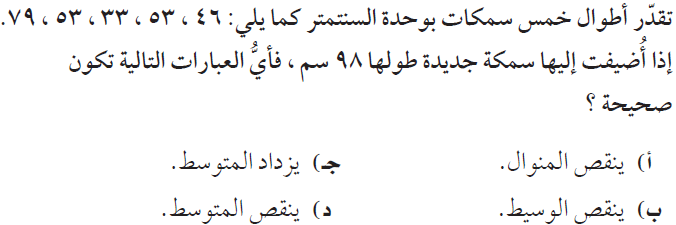 تقدّر أطوال خمس سمكات بوحدة السنتمتر كما يلي: ٤٦ ، ٥٣ ، ٣٣ ، ٥٣ ، ٧٩.
إذا أُضيفت إليها سمكة جديدة طولها ٩٨ سم ، فأيُّ العبارات التالية تكون
صحيحة ؟
أ) ينقص المنوال. جـ) يزداد المتوسط.
ب) ينقص الوسيط. د) ينقص المتوسط.